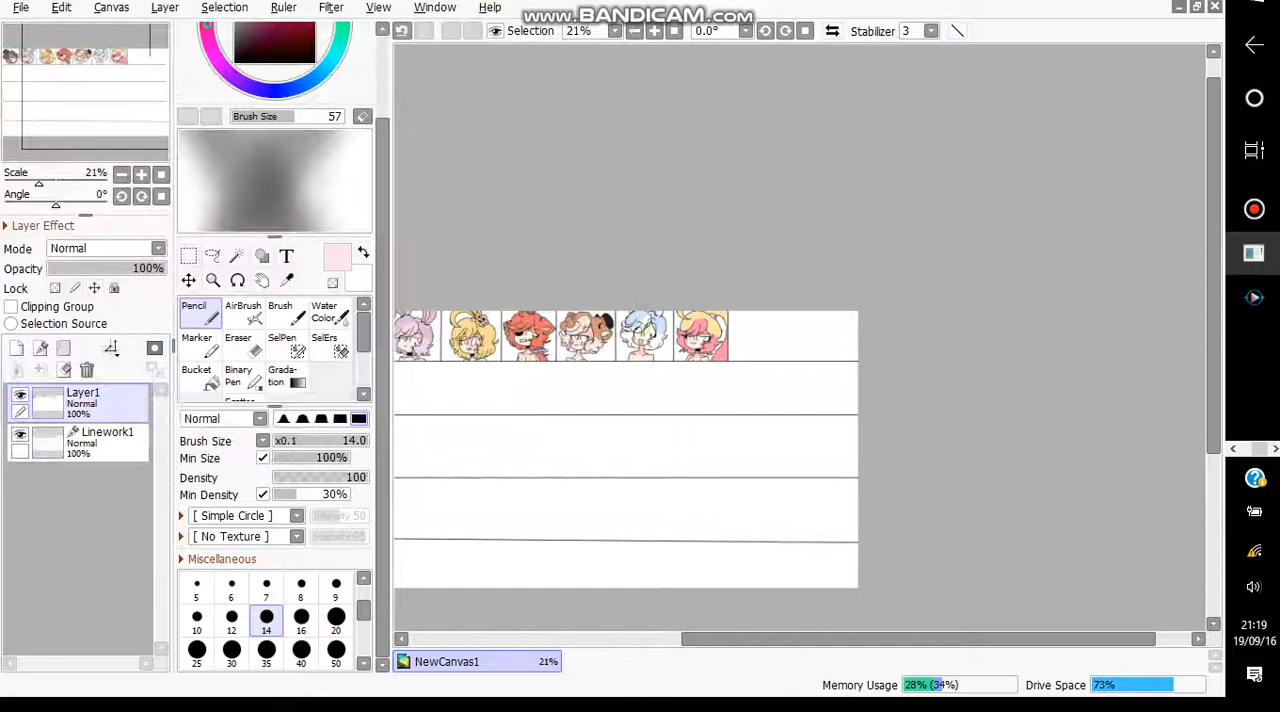 File Edit Canvas Layer Selection Ruler Filter View Window Help
www.BANDICAM.com
Selection 21% 0.0° Stabilizer 3
Brush Size 57
Scale 21%
Angle 0°
Layer Effect
Mode Normal
Opacity 100%
Lock
Clipping Group
Selection Source
Layer1
Normal
100%
Linework1
Normal
100%
Pencil AirBrush Brush Water Color
Marker Eraser SelPen SelErs
Bucket Binary Pen Grada-tion
Normal
Brush Size x0.1 14.0
Min Size 100%
Density 100
Min Density 30%
[ Simple Circle ] Intensity 50
[ No Texture ]
Miscellaneous
5 6 7 8 9
10 12 14 16 20
25 30 35 40 50
NewCanvas1 21%
Memory Usage 28% (34%) Drive Space 73%
21:19
19/09/16